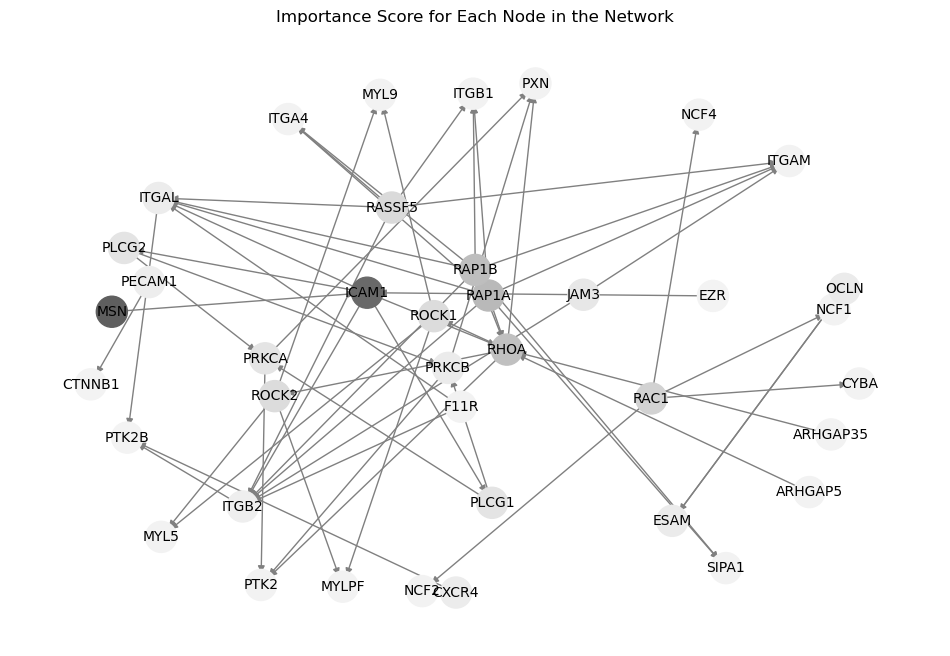 Importance Score for Each Node in the Network
PXN
MYL9
ITGB1
NCF4
ITGA4
ITGAM
ITGAL
RASSF5
PLCG2
RAP1B
PECAM1
OCLN
ICAM1
RAP1A
JAM3
EZR
MSN
NCF1
ROCK1
RHOA
PRKCA
PRKCB
CTNNB1
CYBA
ROCK2
RAC1
F11R
PTK2B
ARHGAP35
ARHGAP5
PLCG1
ITGB2
ESAM
MYL5
SIPA1
PTK2
MYLPF
NCF2
CXCR4